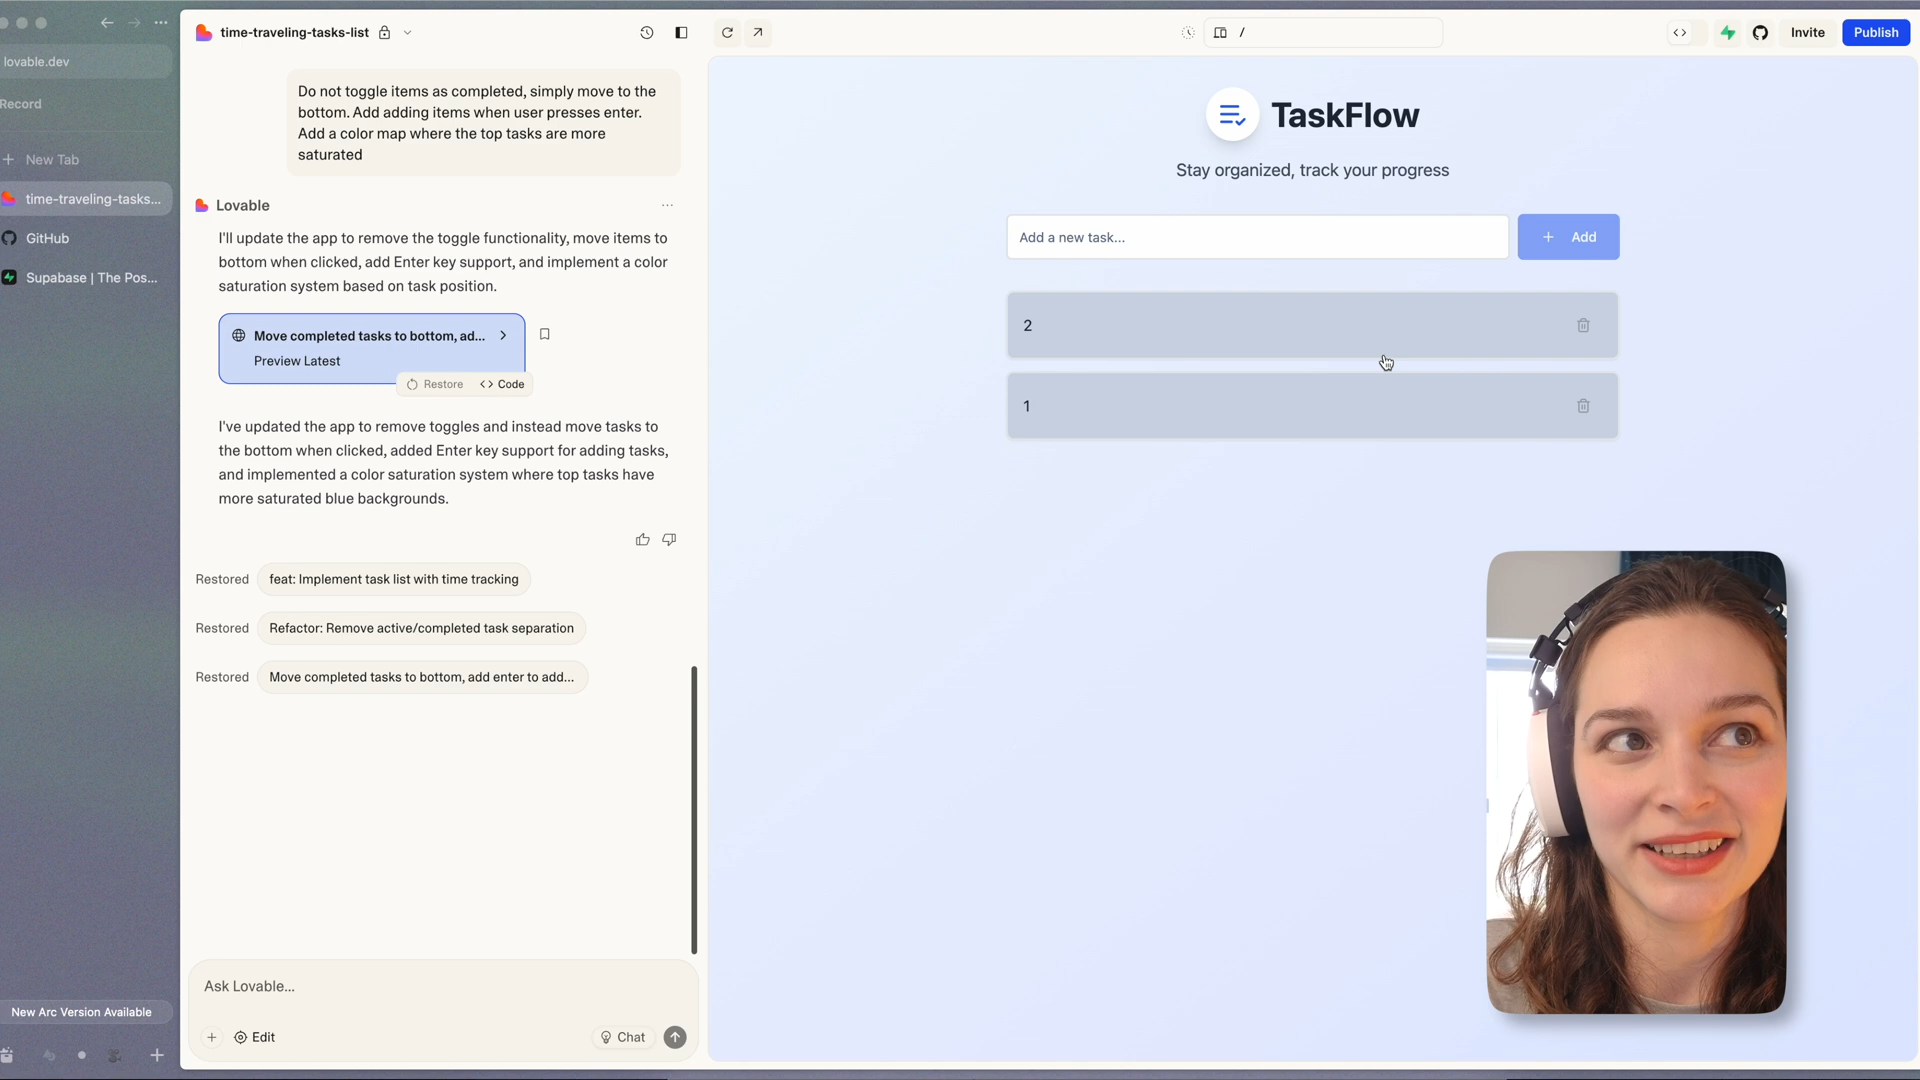 lovable.dev
Record
New Tab
time-traveling-tasks...
GitHub
Supabase | The Pos...
New Arc Version Available
time-traveling-tasks-list
Do not toggle items as completed, simply move to the
bottom. Add adding items when user presses enter.
Add a color map where the top tasks are more
saturated
Lovable
I'll update the app to remove the toggle functionality, move items to
bottom when clicked, add Enter key support, and implement a color
saturation system based on task position.
Move completed tasks to bottom, ad...
Preview Latest
Restore
Code
I've updated the app to remove toggles and instead move tasks to
the bottom when clicked, added Enter key support for adding tasks,
and implemented a color saturation system where top tasks have
more saturated blue backgrounds.
Restored feat: Implement task list with time tracking
Restored Refactor: Remove active/completed task separation
Restored Move completed tasks to bottom, add enter to add...
Ask Lovable...
Edit
Chat
/
Invite
Publish
TaskFlow
Stay organized, track your progress
Add a new task...
Add
2
1